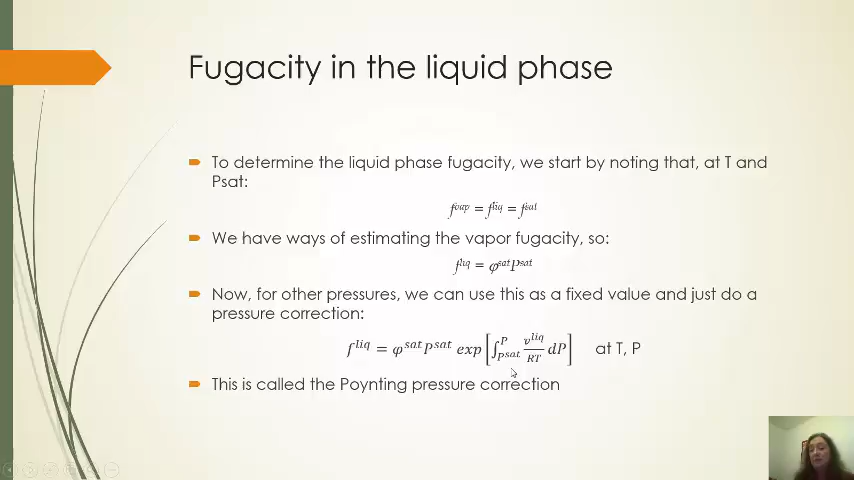 Fugacity in the liquid phase
To determine the liquid phase fugacity, we start by noting that, at T and
Psat:
f^vap = f^liq = f^sat
We have ways of estimating the vapor fugacity, so:
f^liq = φ^sat P^sat
Now, for other pressures, we can use this as a fixed value and just do a
pressure correction:
f^liq = φ^sat P^sat exp[∫_{P^sat}^{P} v^liq/RT dP] at T, P
This is called the Poynting pressure correction